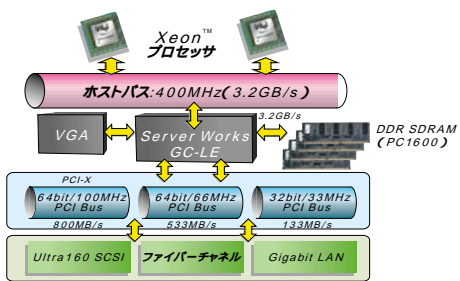 Xeon™
プロセッサ
ホストバス:400MHz(3.2GB/s)
3.2GB/s
VGA
Server Works
GC-LE
DDR SDRAM
(PC1600)
PCI-X
64bit/100MHz
PCI Bus
64bit/66MHz
PCI Bus
32bit/33MHz
PCI Bus
800MB/s
533MB/s
133MB/s
Ultra160 SCSI
ファイバーチャネル
Gigabit LAN